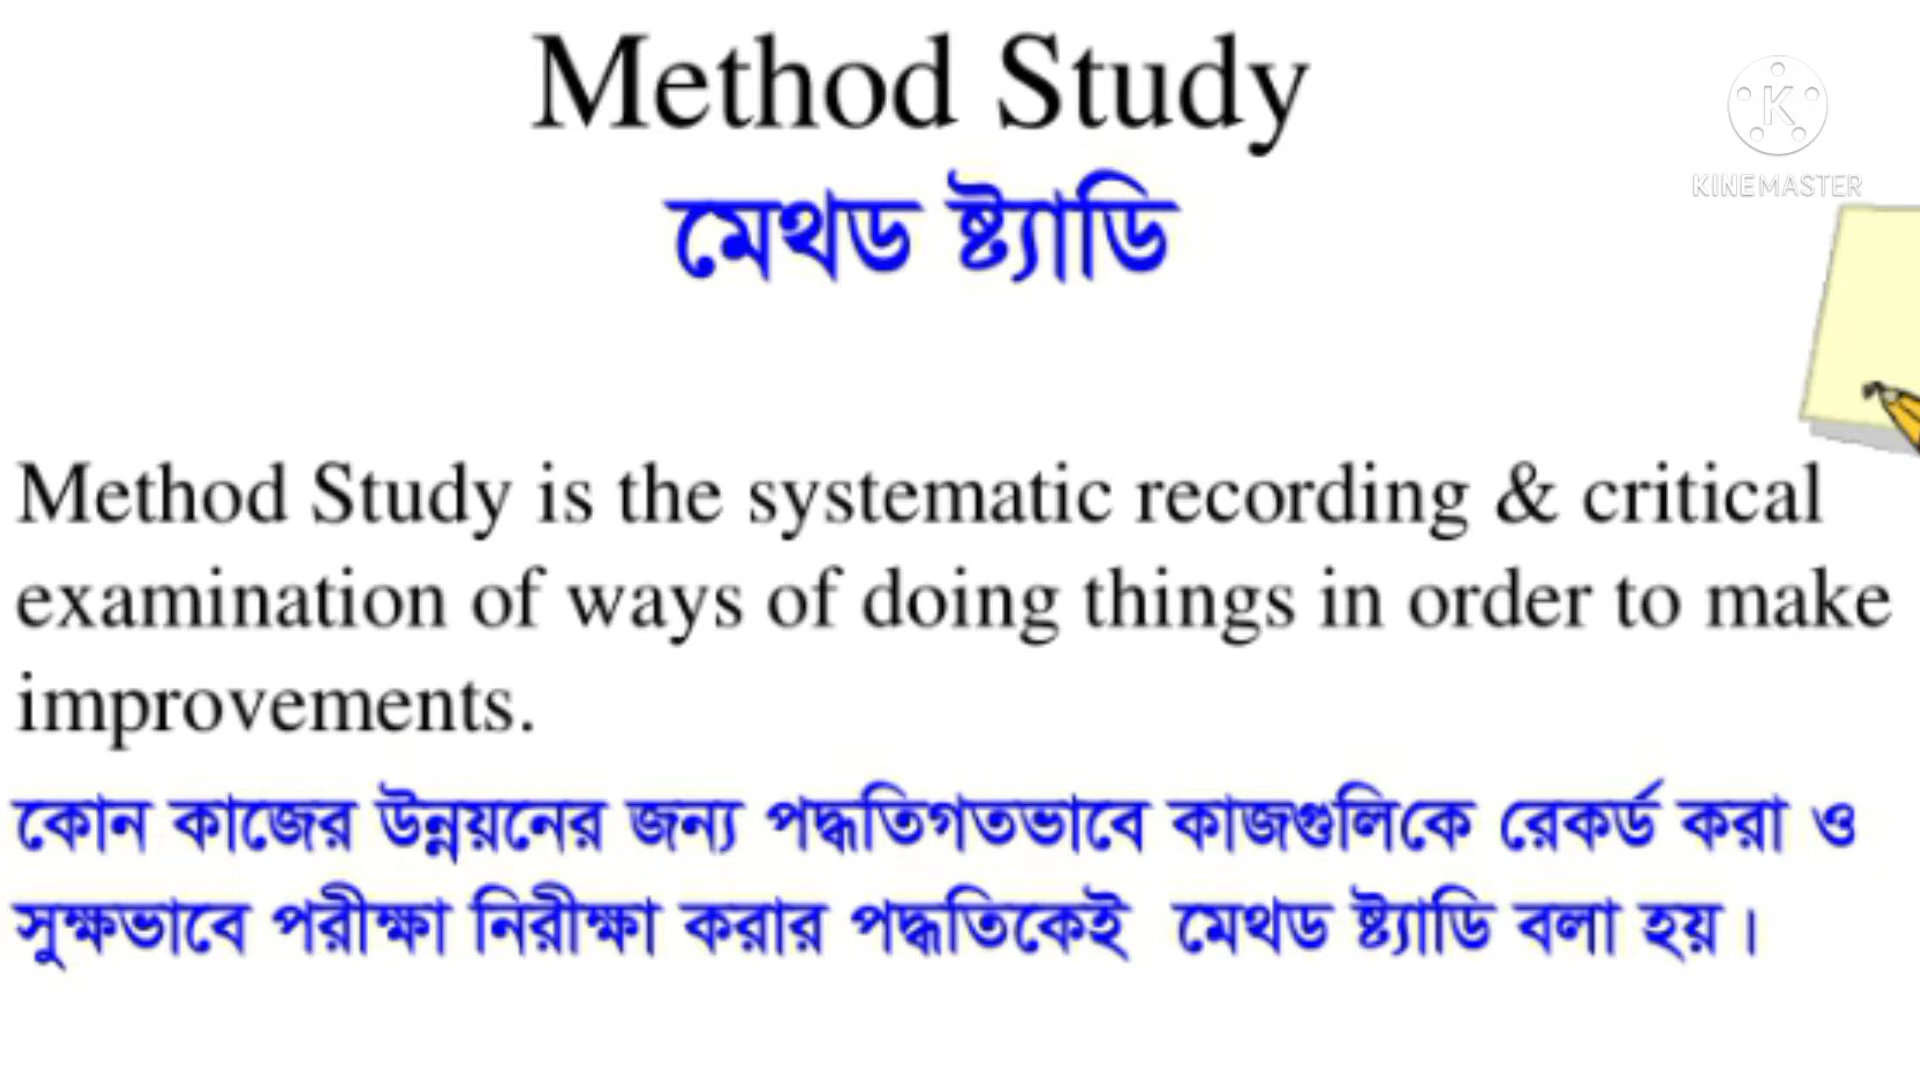 Method Study
KINEMASTER
মেথড ষ্ট্যাডি
Method Study is the systematic recording & critical
examination of ways of doing things in order to make
improvements.
কোন কাজের উন্নয়নের জন্য পদ্ধতিগতভাবে কাজগুলিকে রেকর্ড করা ও
সুক্ষভাবে পরীক্ষা নিরীক্ষা করার পদ্ধতিকেই মেথড ষ্ট্যাডি বলা হয়।